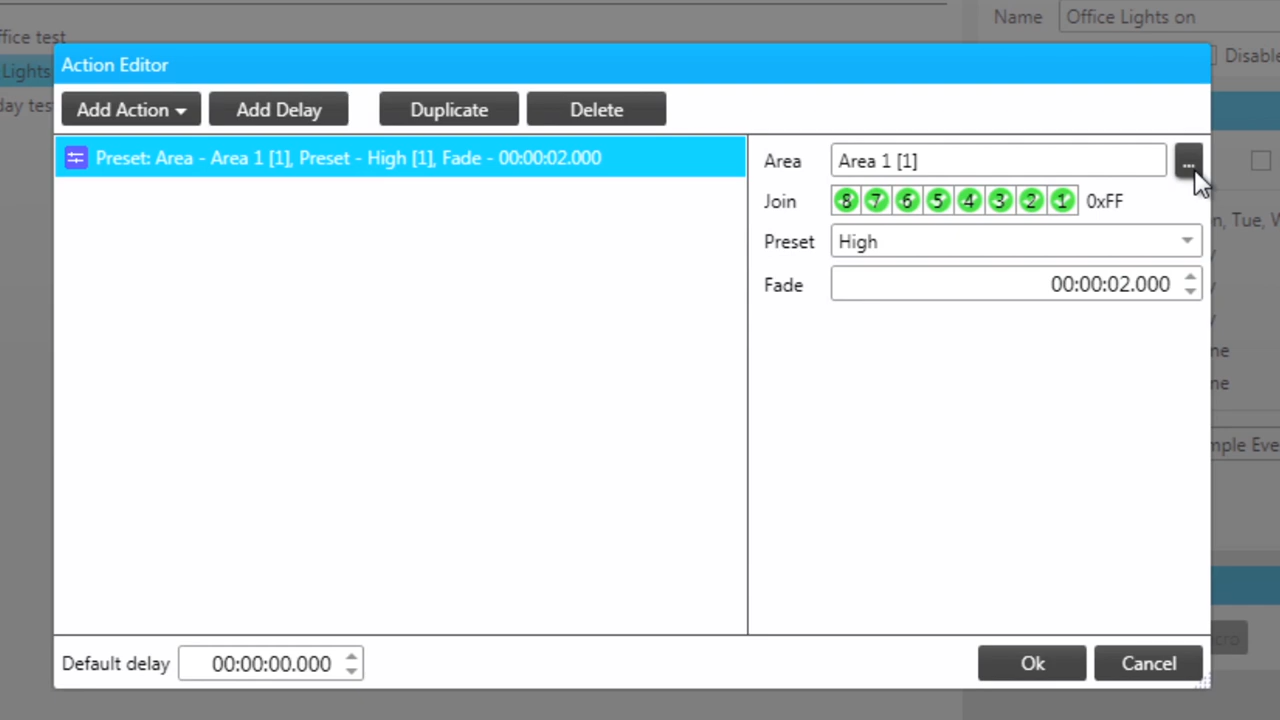 Name Office Lights on
ffice test
Disable
Lights
day tes
Action Editor
Add Action Add Delay Duplicate Delete
Preset: Area - Area 1 [1], Preset - High [1], Fade - 00:00:02.000
Area Area 1 [1] ...
Join 8 7 6 5 4 3 2 1 0xFF
Preset High
Fade 00:00:02.000
n, Tue, W
y
y
y
ne
ne
mple Eve
cro
Default delay 00:00:00.000 Ok Cancel